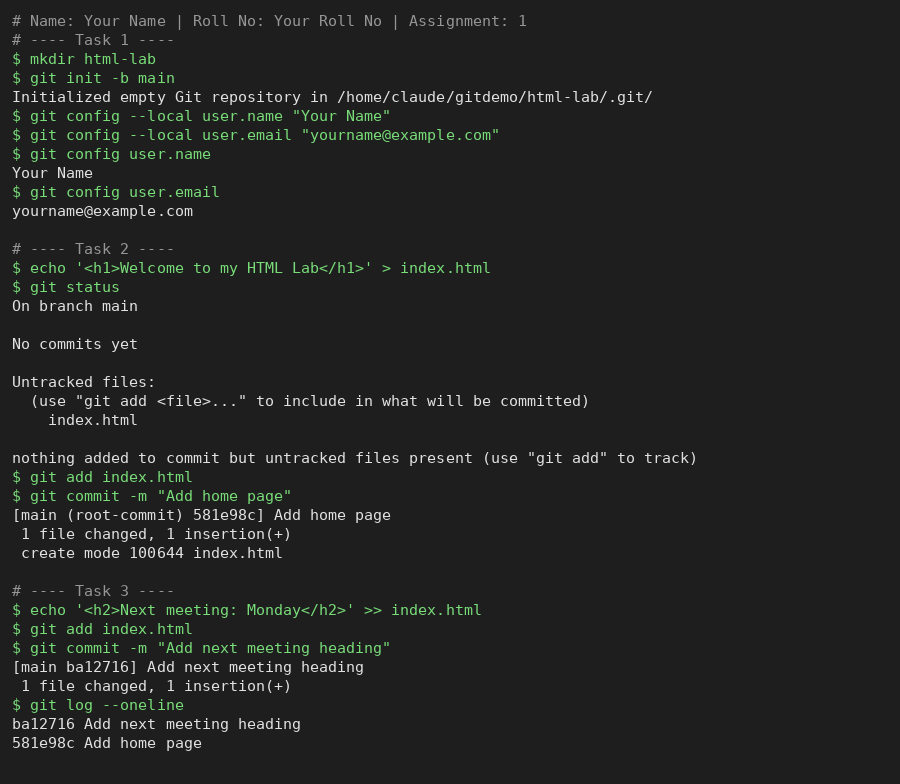 # Name: Your Name | Roll No: Your Roll No | Assignment: 1
# ---- Task 1 ----
$ mkdir html-lab
$ git init -b main
Initialized empty Git repository in /home/claude/gitdemo/html-lab/.git/
$ git config --local user.name "Your Name"
$ git config --local user.email "yourname@example.com"
$ git config user.name
Your Name
$ git config user.email
yourname@example.com

# ---- Task 2 ----
$ echo '<h1>Welcome to my HTML Lab</h1>' > index.html
$ git status
On branch main

No commits yet

Untracked files:
  (use "git add <file>..." to include in what will be committed)
    index.html

nothing added to commit but untracked files present (use "git add" to track)
$ git add index.html
$ git commit -m "Add home page"
[main (root-commit) 581e98c] Add home page
 1 file changed, 1 insertion(+)
 create mode 100644 index.html

# ---- Task 3 ----
$ echo '<h2>Next meeting: Monday</h2>' >> index.html
$ git add index.html
$ git commit -m "Add next meeting heading"
[main ba12716] Add next meeting heading
 1 file changed, 1 insertion(+)
$ git log --oneline
ba12716 Add next meeting heading
581e98c Add home page